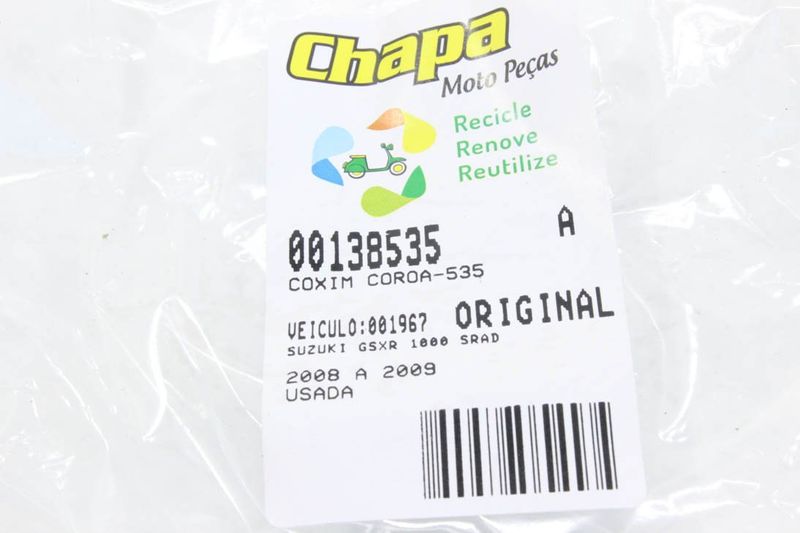 Chapa
Moto Peças
Recicle
Renove
Reutilize
00138535 A
COXIM COROA-535
VEICULO:001967 ORIGINAL
SUZUKI GSXR 1000 SRAD
2008 A 2009
USADA